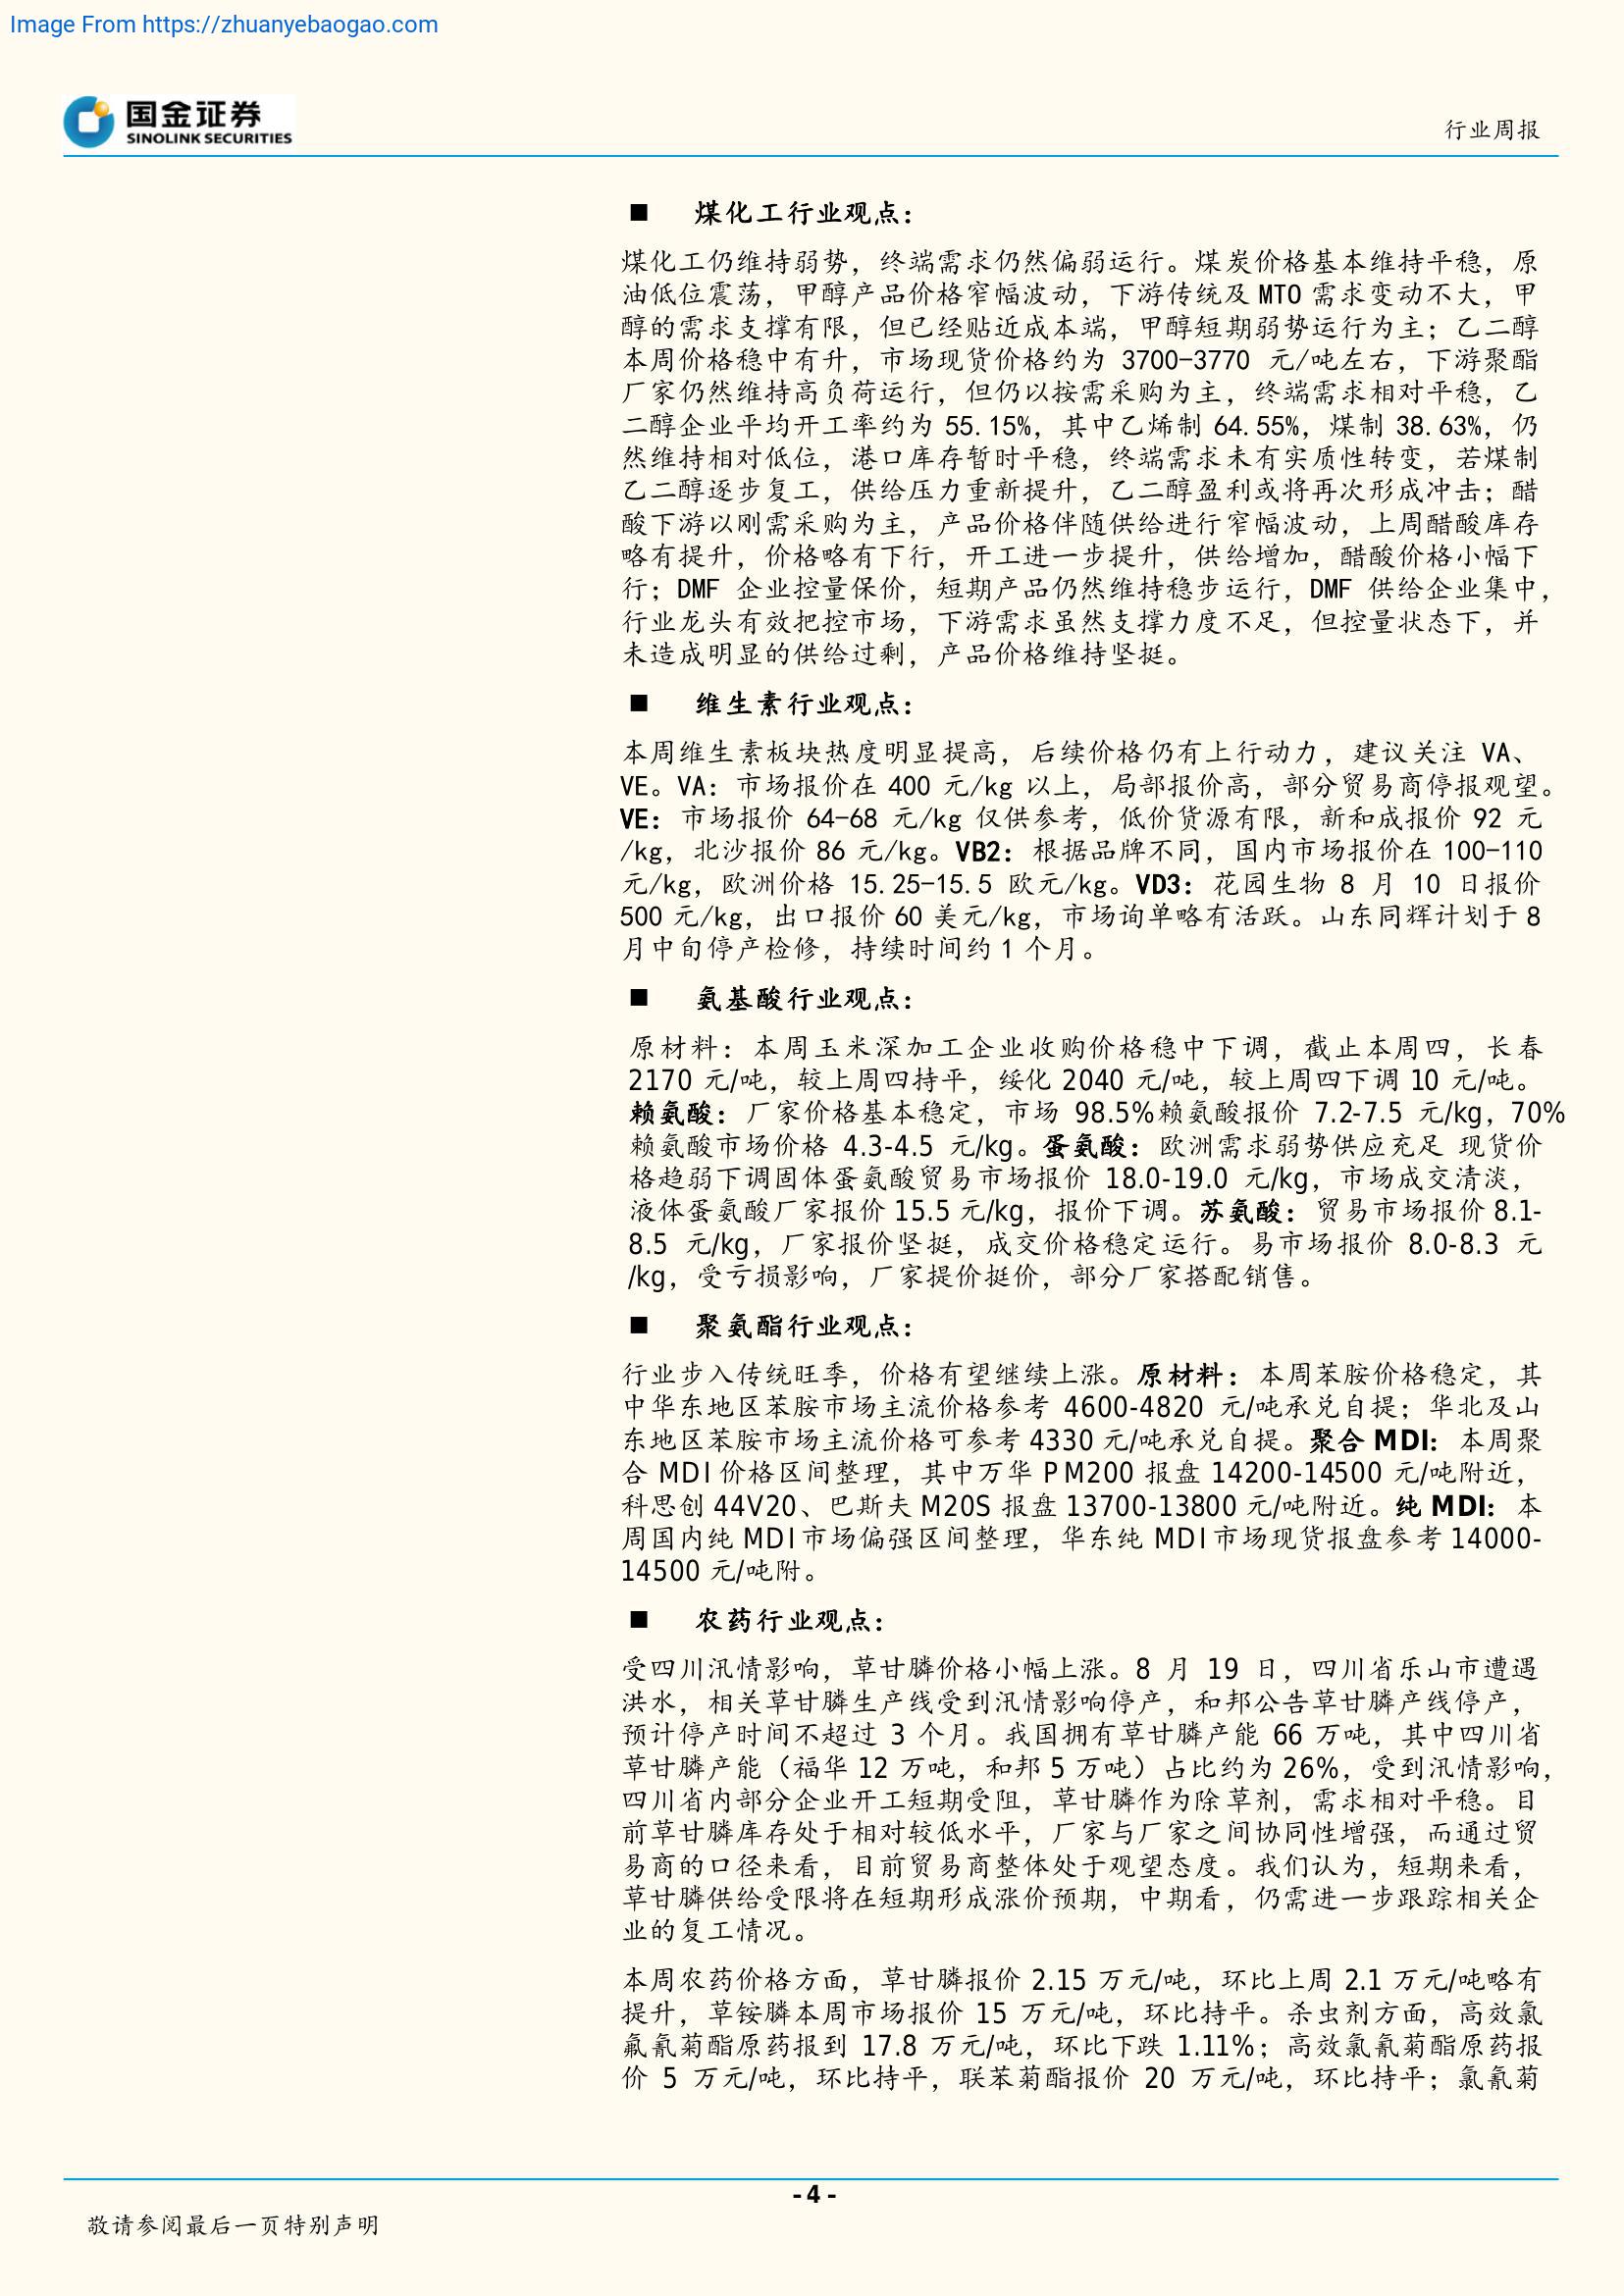 Image From https://zhuanyebaogao.com
国金证券
SINOLINK SECURITIES
行业周报
■ 煤化工行业观点：
煤化工仍维持弱势，终端需求仍然偏弱运行。煤炭价格基本维持平稳，原
油低位震荡，甲醇产品价格窄幅波动，下游传统及 MTO 需求变动不大，甲
醇的需求支撑有限，但已经贴近成本端，甲醇短期弱势运行为主；乙二醇
本周价格稳中有升，市场现货价格约为 3700-3770 元/吨左右，下游聚酯
厂家仍然维持高负荷运行，但仍以按需采购为主，终端需求相对平稳，乙
二醇企业平均开工率约为 55.15%，其中乙烯制 64.55%，煤制 38.63%，仍
然维持相对低位，港口库存暂时平稳，终端需求未有实质性转变，若煤制
乙二醇逐步复工，供给压力重新提升，乙二醇盈利或将再次形成冲击；醋
酸下游以刚需采购为主，产品价格伴随供给进行窄幅波动，上周醋酸库存
略有提升，价格略有下行，开工进一步提升，供给增加，醋酸价格小幅下
行；DMF 企业控量保价，短期产品仍然维持稳步运行，DMF 供给企业集中，
行业龙头有效把控市场，下游需求虽然支撑力度不足，但控量状态下，并
未造成明显的供给过剩，产品价格维持坚挺。
■ 维生素行业观点：
本周维生素板块热度明显提高，后续价格仍有上行动力，建议关注 VA、
VE。VA：市场报价在 400 元/kg 以上，局部报价高，部分贸易商停报观望。
VE：市场报价 64-68 元/kg 仅供参考，低价货源有限，新和成报价 92 元
/kg，北沙报价 86 元/kg。VB2：根据品牌不同，国内市场报价在 100-110
元/kg，欧洲价格 15.25-15.5 欧元/kg。VD3：花园生物 8 月 10 日报价
500 元/kg，出口报价 60 美元/kg，市场询单略有活跃。山东同辉计划于 8
月中旬停产检修，持续时间约 1 个月。
■ 氨基酸行业观点：
原材料：本周玉米深加工企业收购价格稳中下调，截止本周四，长春
2170 元/吨，较上周四持平，绥化 2040 元/吨，较上周四下调 10 元/吨。
赖氨酸：厂家价格基本稳定，市场 98.5%赖氨酸报价 7.2-7.5 元/kg，70%
赖氨酸市场价格 4.3-4.5 元/kg。蛋氨酸：欧洲需求弱势供应充足 现货价
格趋弱下调固体蛋氨酸贸易市场报价 18.0-19.0 元/kg，市场成交清淡，
液体蛋氨酸厂家报价 15.5 元/kg，报价下调。苏氨酸：贸易市场报价 8.1-
8.5 元/kg，厂家报价坚挺，成交价格稳定运行。易市场报价 8.0-8.3 元
/kg，受亏损影响，厂家提价挺价，部分厂家搭配销售。
■ 聚氨酯行业观点：
行业步入传统旺季，价格有望继续上涨。原材料：本周苯胺价格稳定，其
中华东地区苯胺市场主流价格参考 4600-4820 元/吨承兑自提；华北及山
东地区苯胺市场主流价格可参考 4330 元/吨承兑自提。聚合 MDI：本周聚
合 MDI 价格区间整理，其中万华 PM200 报盘 14200-14500 元/吨附近，
科思创 44V20、巴斯夫 M20S 报盘 13700-13800 元/吨附近。纯 MDI：本
周国内纯 MDI 市场偏强区间整理，华东纯 MDI 市场现货报盘参考 14000-
14500 元/吨附。
■ 农药行业观点：
受四川汛情影响，草甘膦价格小幅上涨。8 月 19 日，四川省乐山市遭遇
洪水，相关草甘膦生产线受到汛情影响停产，和邦公告草甘膦产线停产，
预计停产时间不超过 3 个月。我国拥有草甘膦产能 66 万吨，其中四川省
草甘膦产能（福华 12 万吨，和邦 5 万吨）占比约为 26%，受到汛情影响，
四川省内部分企业开工短期受阻，草甘膦作为除草剂，需求相对平稳。目
前草甘膦库存处于相对较低水平，厂家与厂家之间协同性增强，而通过贸
易商的口径来看，目前贸易商整体处于观望态度。我们认为，短期来看，
草甘膦供给受限将在短期形成涨价预期，中期看，仍需进一步跟踪相关企
业的复工情况。
本周农药价格方面，草甘膦报价 2.15 万元/吨，环比上周 2.1 万元/吨略有
提升，草铵膦本周市场报价 15 万元/吨，环比持平。杀虫剂方面，高效氯
氟氰菊酯原药报到 17.8 万元/吨，环比下跌 1.11%；高效氯氰菊酯原药报
价 5 万元/吨，环比持平，联苯菊酯报价 20 万元/吨，环比持平；氯氰菊
- 4 -
敬请参阅最后一页特别声明